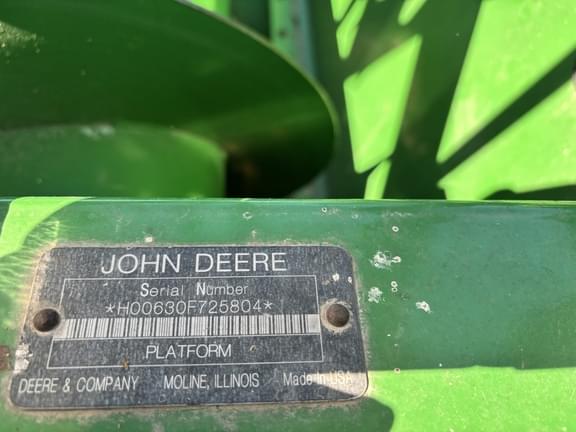 JOHN DEERE
Serial Number
*H00630F725804*
PLATFORM
DEERE & COMPANY MOLINE, ILLINOIS Made In USA